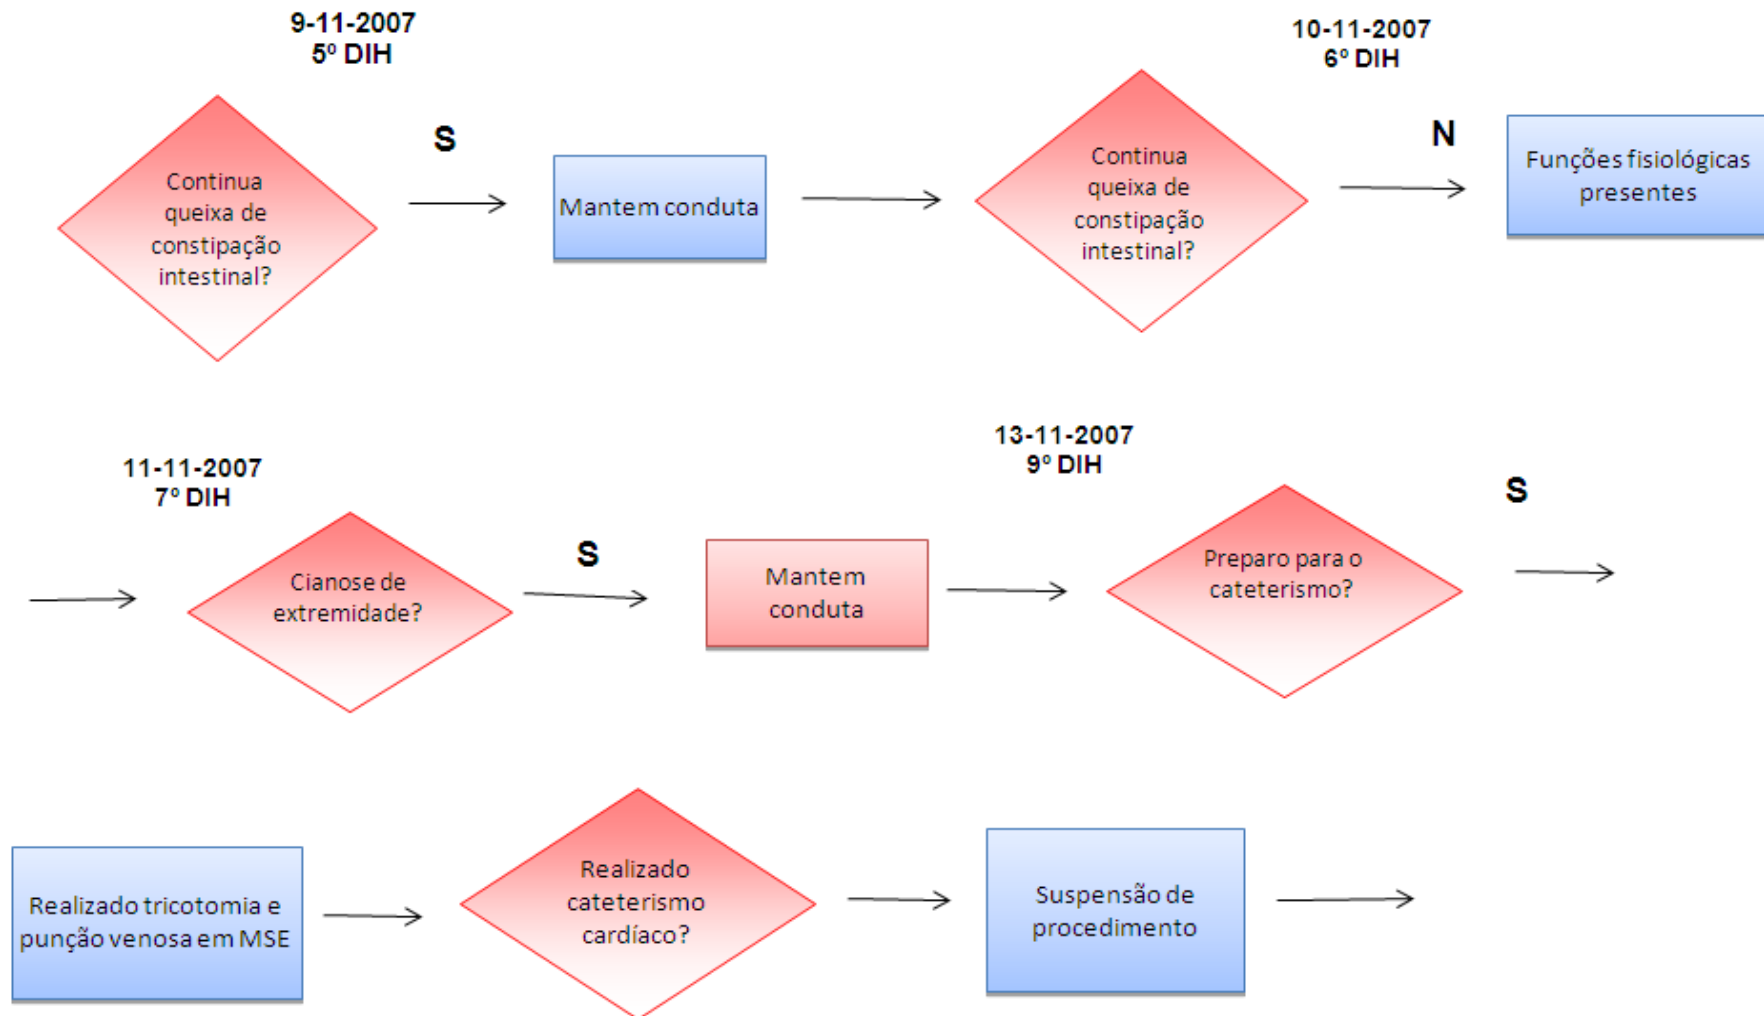 9-11-2007
5º DIH
Continua
queixa de
constipação
intestinal?
S
Mantem conduta
10-11-2007
6º DIH
Continua
queixa de
constipação
intestinal?
N
Funções fisiológicas
presentes
11-11-2007
7º DIH
Cianose de
extremidade?
S
Mantem
conduta
13-11-2007
9º DIH
Preparo para o
cateterismo?
S
Realizado tricotomia e
punção venosa em MSE
Realizado
cateterismo
cardíaco?
Suspensão de
procedimento